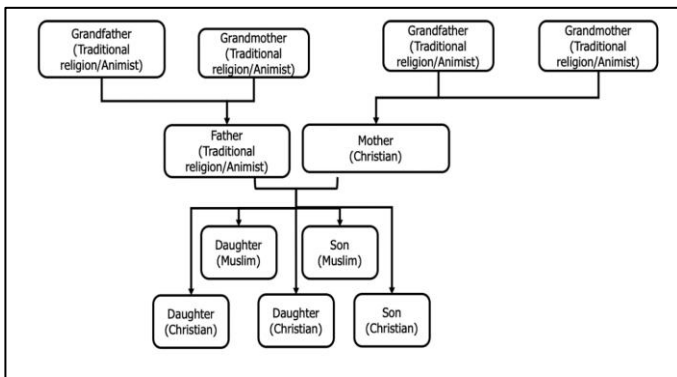 Grandfather
(Traditional
religion/Animist)
Grandmother
(Traditional
religion/Animist)
Grandfather
(Traditional
religion/Animist)
Grandmother
(Traditional
religion/Animist)
Father
(Traditional
religion/Animist)
Mother
(Christian)
Daughter
(Muslim)
Son
(Muslim)
Daughter
(Christian)
Daughter
(Christian)
Son
(Christian)